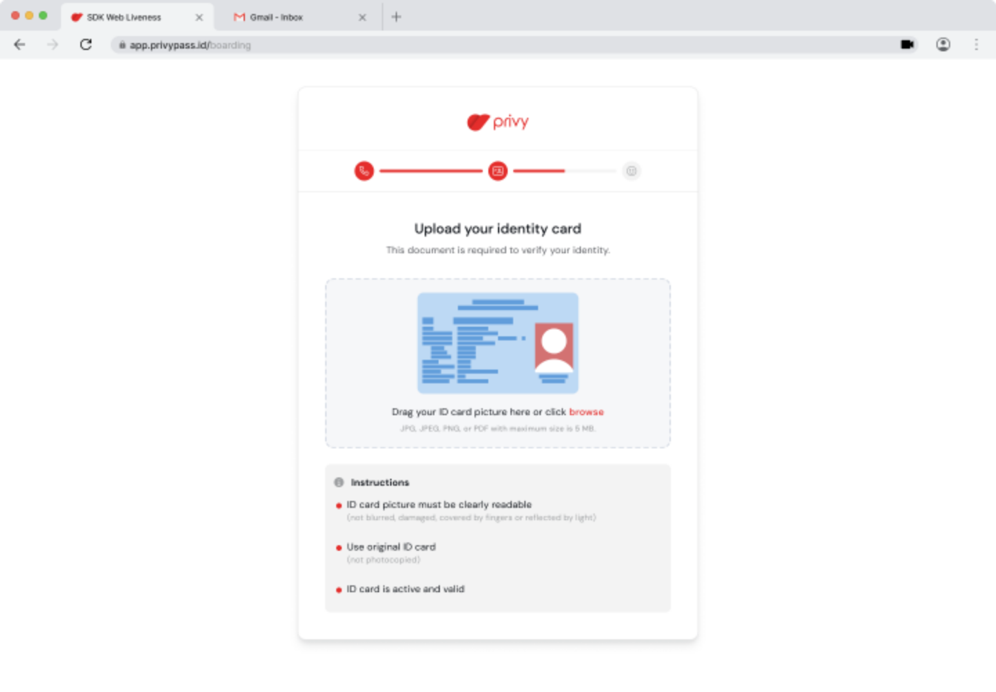 SDK Web Liveness
Gmail - Inbox
app.privypass.id/boarding
privy
Upload your identity card
This document is required to verify your identity.
Drag your ID card picture here or click browse
JPG, JPEG, PNG, or PDF with maximum size is 5 MB.
Instructions
ID card picture must be clearly readable
(not blurred, damaged, covered by fingers or reflected by light)
Use original ID card
(not photocopied)
ID card is active and valid